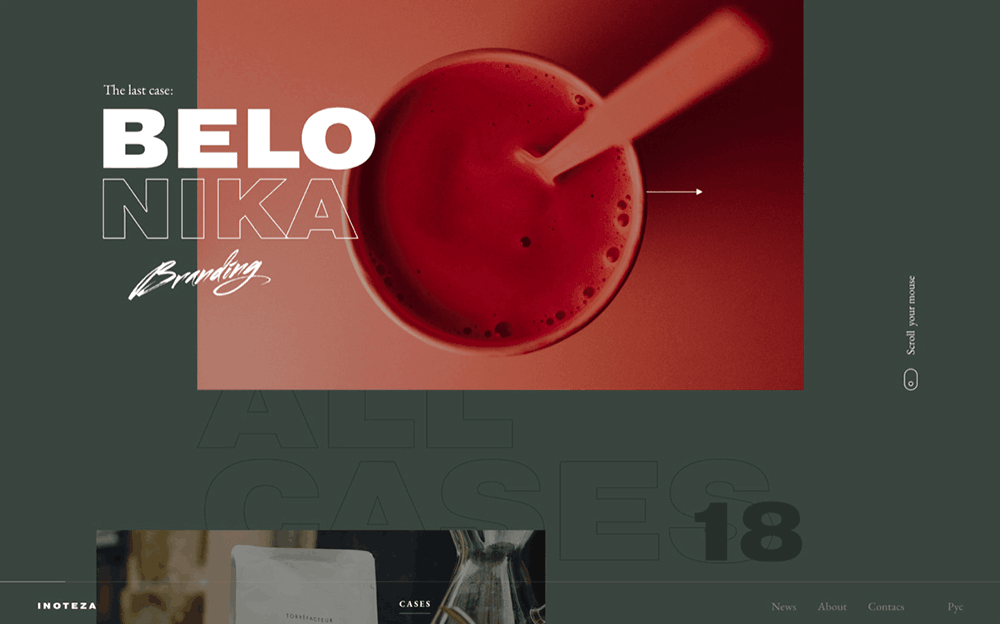 The last case:
BELO
NIKA
Branding
Scroll your mouse
ALL
CASES
18
TORRÉFACTEUR
INOTEZA
CASES
News
About
Contacs
Рус